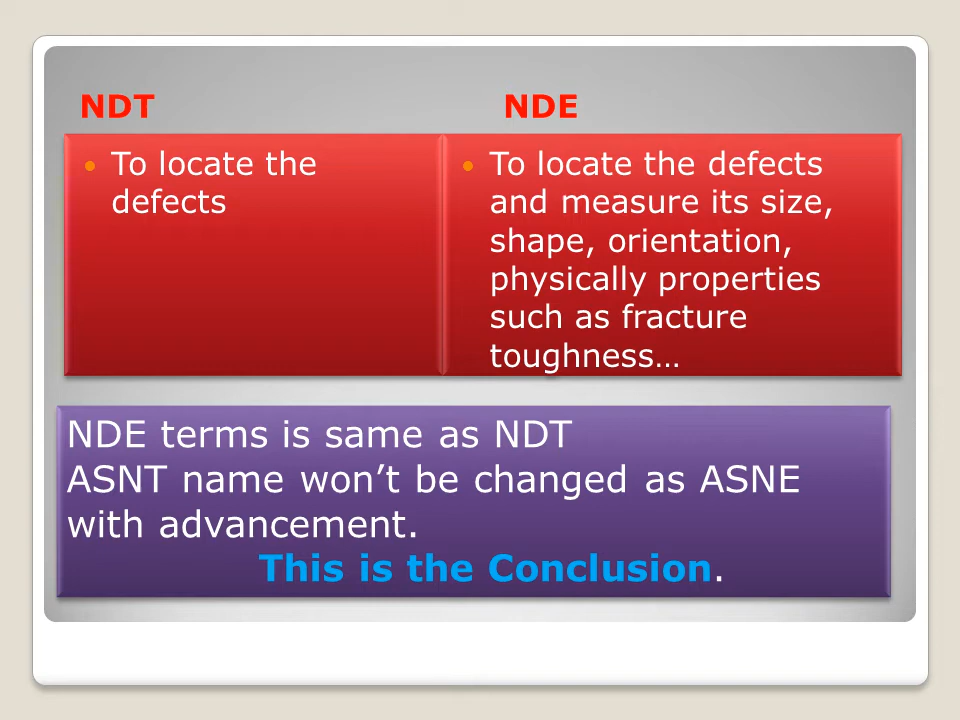 NDT
NDE
• To locate the
defects
• To locate the defects
and measure its size,
shape, orientation,
physically properties
such as fracture
toughness…
NDE terms is same as NDT
ASNT name won’t be changed as ASNE
with advancement.
This is the Conclusion.